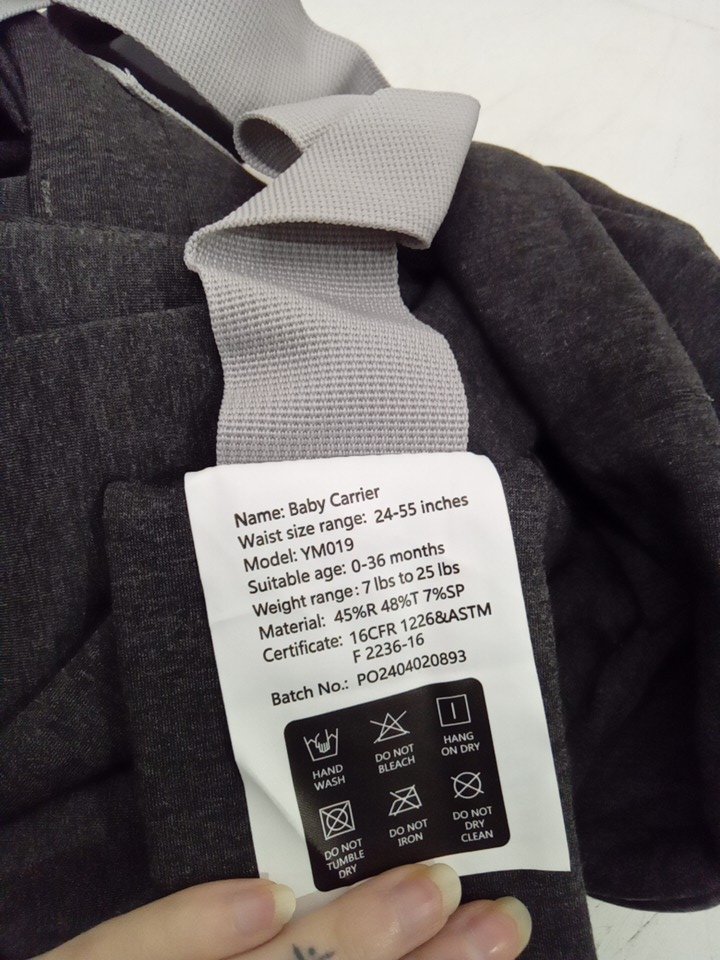 Name: Baby Carrier
Waist size range: 24-55 inches
Model: YM019
Suitable age: 0-36 months
Weight range: 7 lbs to 25 lbs
Material: 45%R 48%T 7%SP
Certificate: 16CFR 1226&ASTM
F 2236-16
Batch No.: PO2404020893
HAND
WASH
DO NOT
BLEACH
HANG
ON DRY
DO NOT
TUMBLE
DRY
DO NOT
IRON
DO NOT
DRY
CLEAN